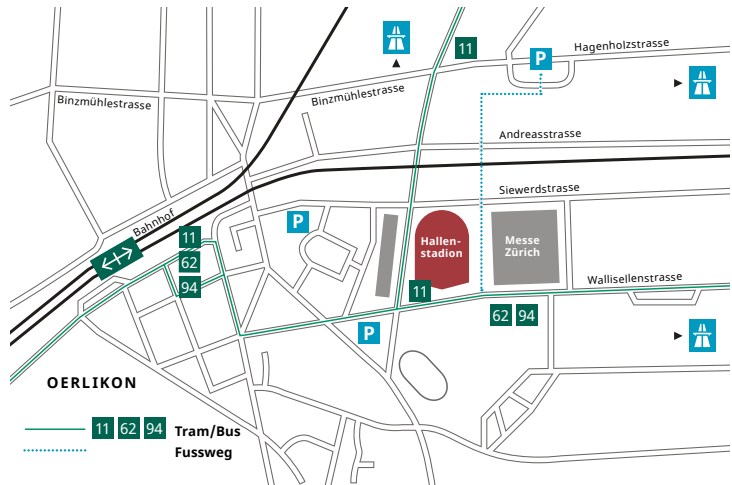 11
P
Hagenholzstrasse
Binzmühlestrasse
Binzmühlestrasse
Andreasstrasse
Siewerdstrasse
Bahnhof
P
11
62
94
Hallen-
stadion
Messe
Zürich
Wallisellenstrasse
11
62 94
P
OERLIKON
11 62 94 Tram/Bus
Fussweg